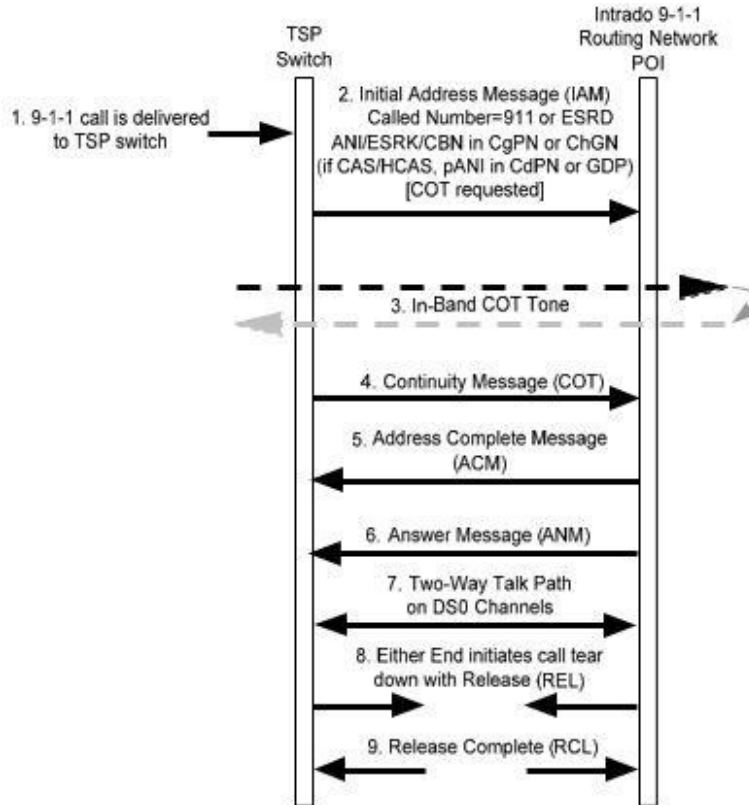 TSP
Switch
Intrado 9-1-1
Routing Network
POI
1. 9-1-1 call is delivered
to TSP switch
2. Initial Address Message (IAM)
Called Number=911 or ESRD
ANI/ESRK/CBN in CgPN or ChGN
(if CAS/HCAS, pANI in CdPN or GDP)
[COT requested]
3. In-Band COT Tone
4. Continuity Message (COT)
5. Address Complete Message
(ACM)
6. Answer Message (ANM)
7. Two-Way Talk Path
on DS0 Channels
8. Either End initiates call tear
down with Release (REL)
9. Release Complete (RCL)